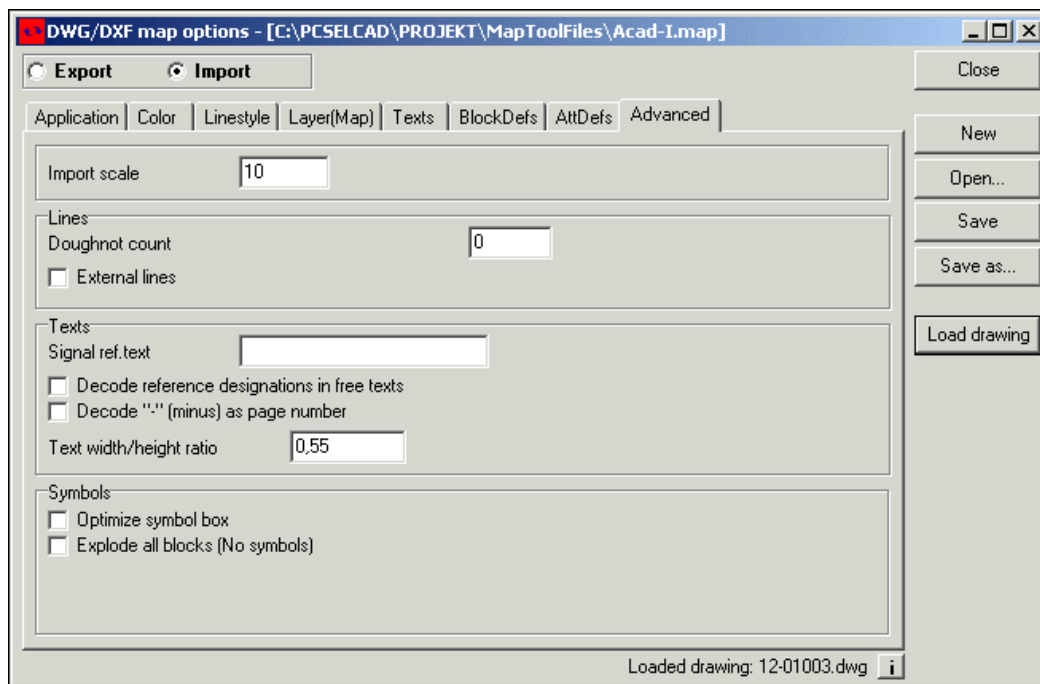 DWG/DXF map options - [C:\PCSELCAD\PROJEKT\MapToolFiles\Acad-I.map]
Export Import
Close
Application Color Linestyle Layer(Map) Texts BlockDefs AttDefs Advanced
New
Import scale 10
Open...
Lines
Save
Doughnot count 0
External lines
Save as...
Texts
Signal ref.text
Load drawing
Decode reference designations in free texts
Decode "-" (minus) as page number
Text width/height ratio 0,55
Symbols
Optimize symbol box
Explode all blocks (No symbols)
Loaded drawing: 12-01003.dwg i